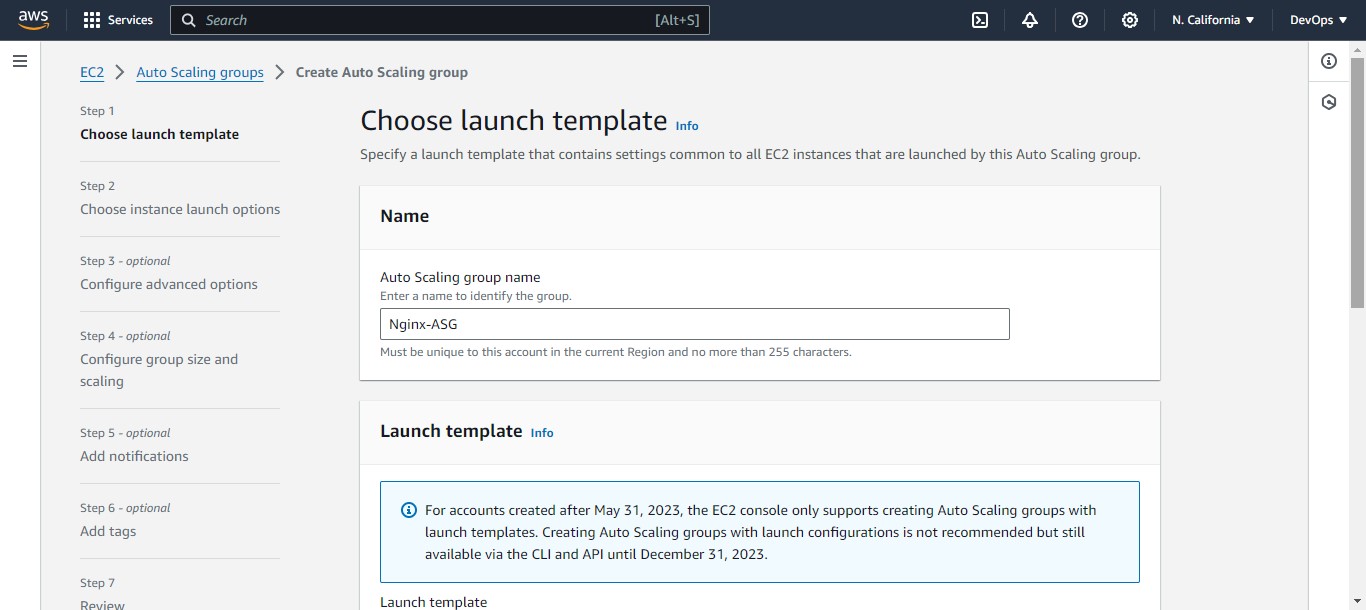 aws
Services
Search
[Alt+S]
N. California
DevOps
EC2
Auto Scaling groups
Create Auto Scaling group
Step 1
Choose launch template
Step 2
Choose instance launch options
Step 3 - optional
Configure advanced options
Step 4 - optional
Configure group size and
scaling
Step 5 - optional
Add notifications
Step 6 - optional
Add tags
Step 7
Review
Choose launch template Info
Specify a launch template that contains settings common to all EC2 instances that are launched by this Auto Scaling group.
Name
Auto Scaling group name
Enter a name to identify the group.
Nginx-ASG
Must be unique to this account in the current Region and no more than 255 characters.
Launch template Info
For accounts created after May 31, 2023, the EC2 console only supports creating Auto Scaling groups with
launch templates. Creating Auto Scaling groups with launch configurations is not recommended but still
available via the CLI and API until December 31, 2023.
Launch template